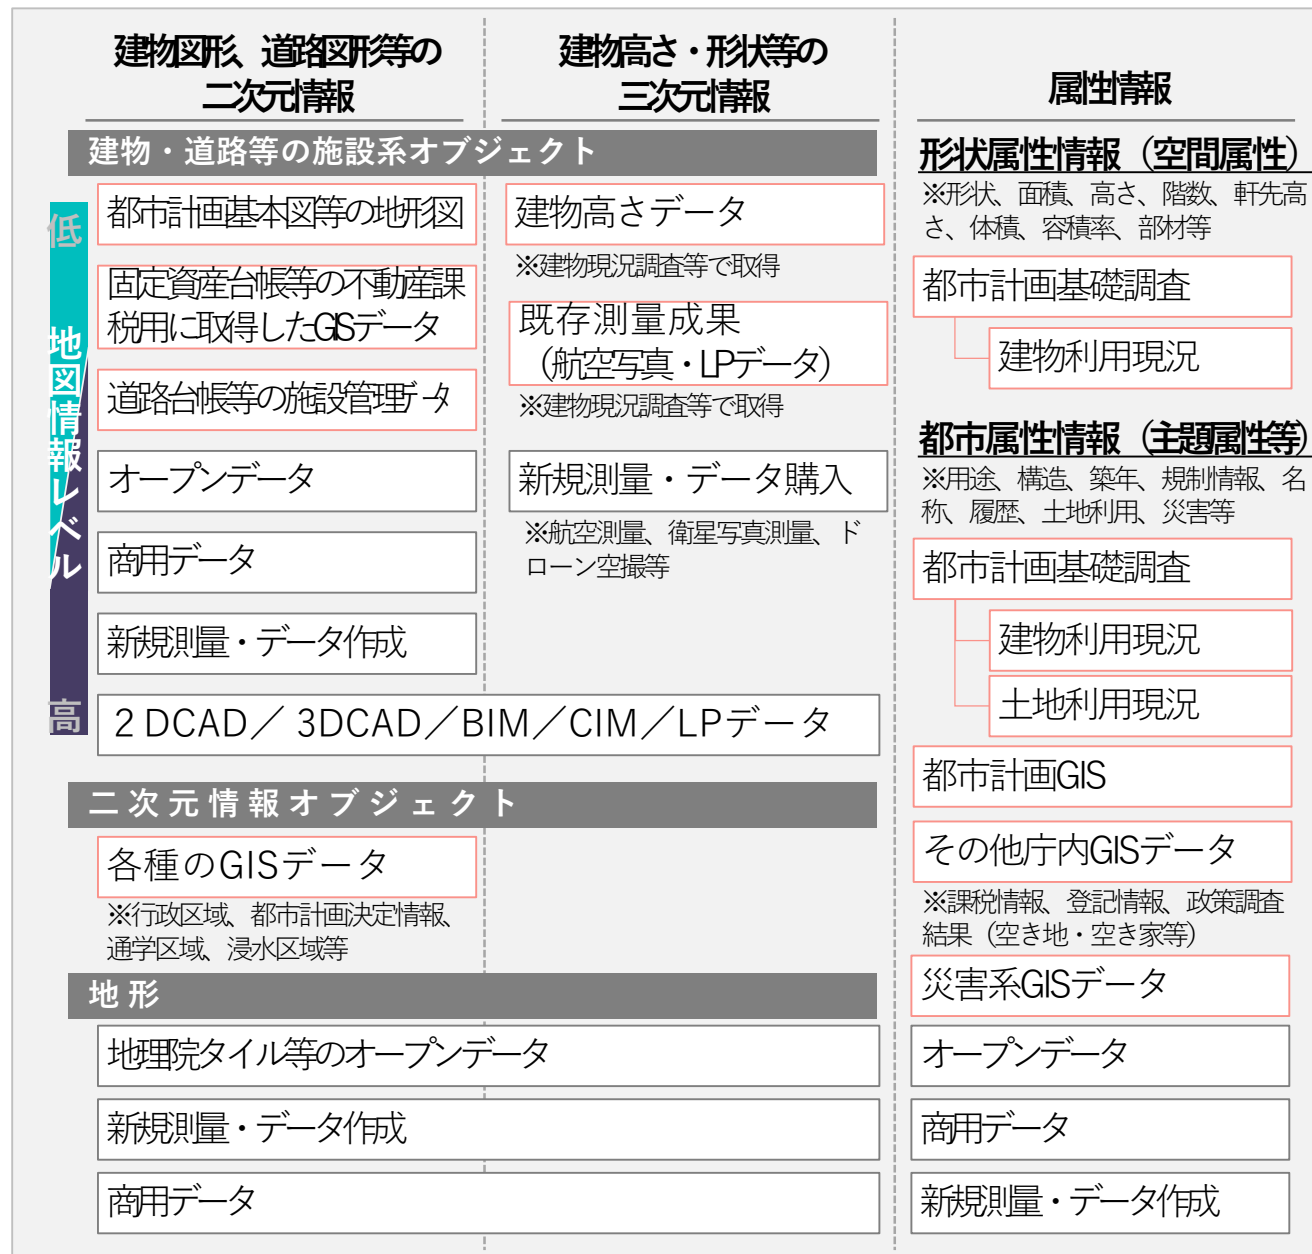 建物図形、道路図形等の
二次元情報
建物高さ・形状等の
三次元情報
属性情報
建物・道路等の施設系オブジェクト
低
地図情報レベル
高
都市計画基本図等の地形図
固定資産台帳等の不動産課
税用に取得したGISデータ
道路台帳等の施設管理データ
オープンデータ
商用データ
新規測量・データ作成
建物高さデータ
※建物現況調査等で取得
既存測量成果
（航空写真・LPデータ）
※建物現況調査等で取得
新規測量・データ購入
※航空測量、衛星写真測量、ド
ローン空撮等
２DCAD／3DCAD／BIM／CIM／LPデータ
二次元情報オブジェクト
各種のGISデータ
※行政区域、都市計画決定情報、
通学区域、浸水区域等
地形
地理院タイル等のオープンデータ
新規測量・データ作成
商用データ
形状属性情報（空間属性）
※形状、面積、高さ、階数、軒先高
さ、体積、容積率、部材等
都市計画基礎調査
建物利用現況
都市属性情報（主題属性等）
※用途、構造、築年、規制情報、名
称、履歴、土地利用、災害等
都市計画基礎調査
建物利用現況
土地利用現況
都市計画GIS
その他庁内GISデータ
※課税情報、登記情報、政策調査
結果（空き地・空き家等）
災害系GISデータ
オープンデータ
商用データ
新規測量・データ作成